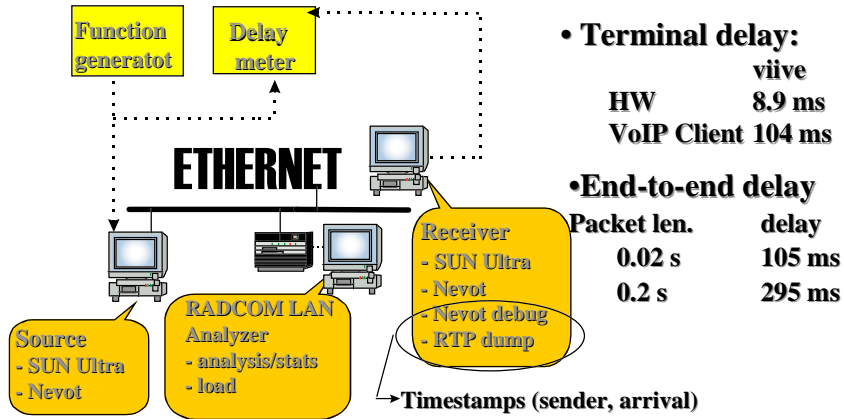 Function
generatot
Delay
meter
ETHERNET
Source
- SUN Ultra
- Nevot
RADCOM LAN
Analyzer
- analysis/stats
- load
Receiver
- SUN Ultra
- Nevot
- Nevot debug
- RTP dump
Timestamps (sender, arrival)
• Terminal delay:
viive
HW 8.9 ms
VoIP Client 104 ms
•End-to-end delay
Packet len. delay
0.02 s 105 ms
0.2 s 295 ms